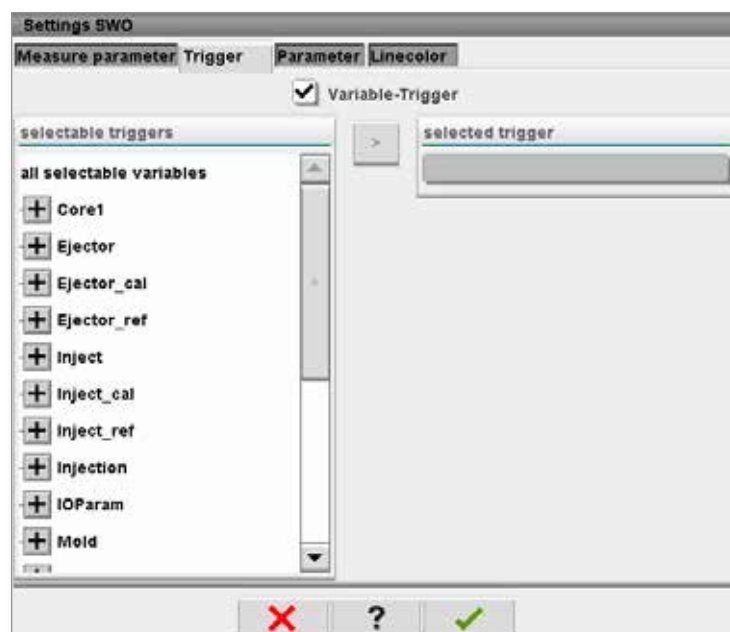 Settings SWO
Measure parameter Trigger Parameter Linecolor
Variable-Trigger
selectable triggers
>
selected trigger
all selectable variables
Core1
Ejector
Ejector_cal
Ejector_ref
Inject
Inject_cal
Inject_ref
Injection
IOParam
Mold
?